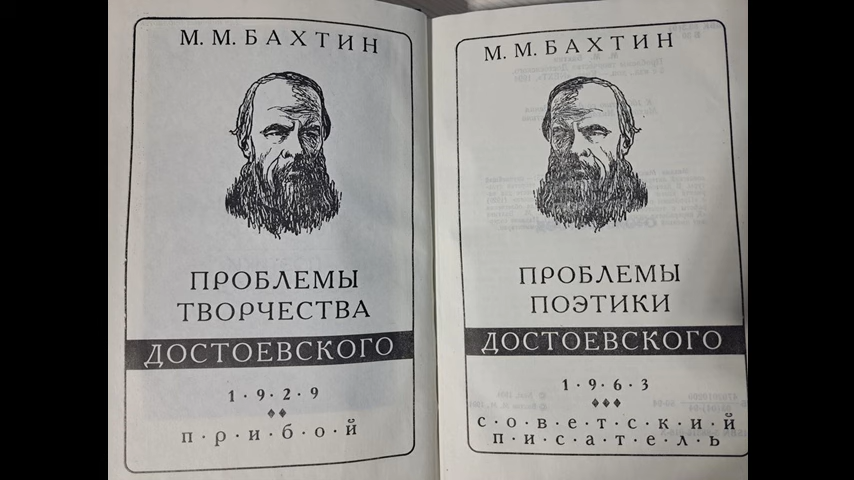 М. М. БАХТИН
ПРОБЛЕМЫ
ТВОРЧЕСТВА
ДОСТОЕВСКОГО
1·9·2·9
п·р·и·б·о·й
М. М. БАХТИН
ПРОБЛЕМЫ
ПОЭТИКИ
ДОСТОЕВСКОГО
1·9·6·3
с·о·в·е·т·с·к·и·й
п·и·с·а·т·е·л·ь